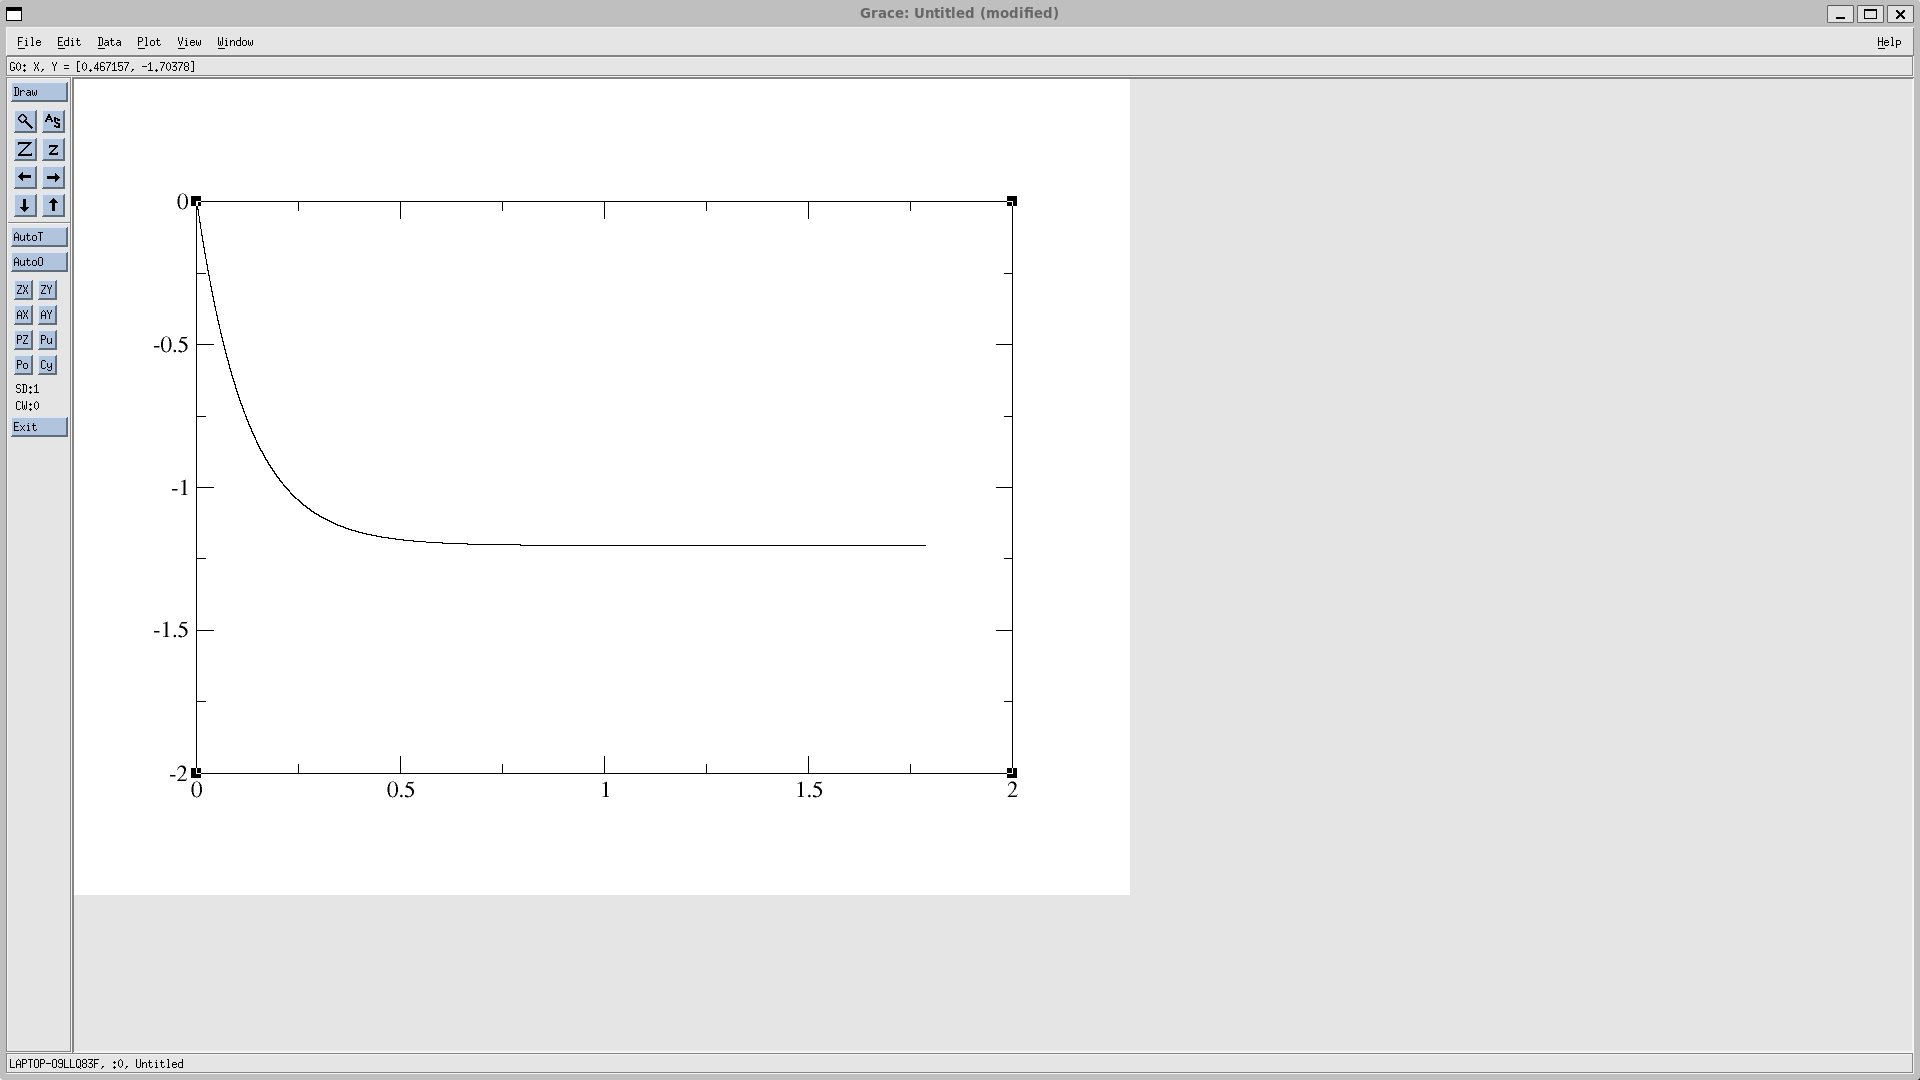 Grace: Untitled (modified)
File Edit Data Plot View Window Help
G0: X, Y = [0.467157, -1.70378]
Draw
AS
Z z
AutoT
AutoO
ZX ZY
AX AY
PZ Pu
Po Cy
SD:1
CW:0
Exit
0
-0.5
-1
-1.5
-2
0 0.5 1 1.5 2
LAPTOP-O9LLQ83F, :0, Untitled